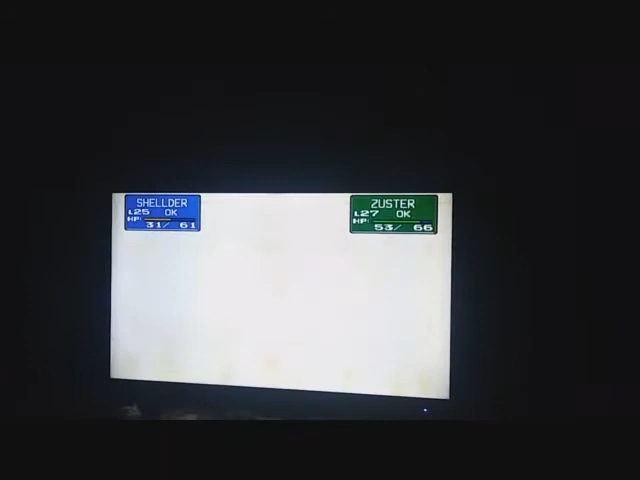 SHELLDER
L25 OK
HP:
31/ 61
ZUSTER
L27 OK
HP:
53/ 66